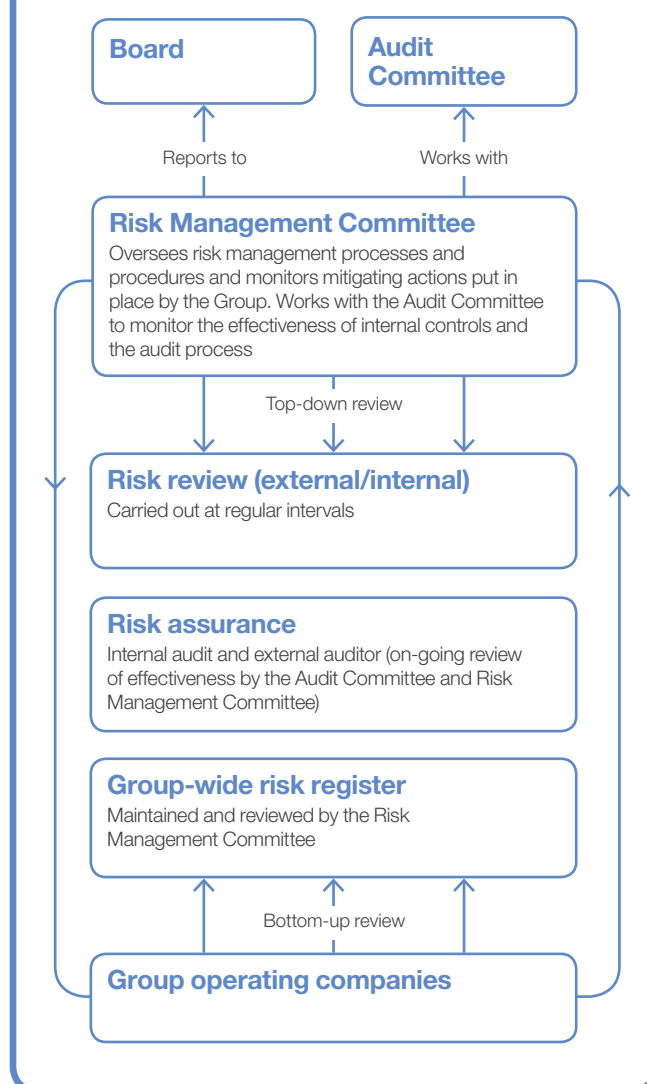 Board
Audit
Committee
Reports to
Works with
Risk Management Committee
Oversees risk management processes and
procedures and monitors mitigating actions put in
place by the Group. Works with the Audit Committee
to monitor the effectiveness of internal controls and
the audit process
Top-down review
Risk review (external/internal)
Carried out at regular intervals
Risk assurance
Internal audit and external auditor (on-going review
of effectiveness by the Audit Committee and Risk
Management Committee)
Group-wide risk register
Maintained and reviewed by the Risk
Management Committee
Bottom-up review
Group operating companies